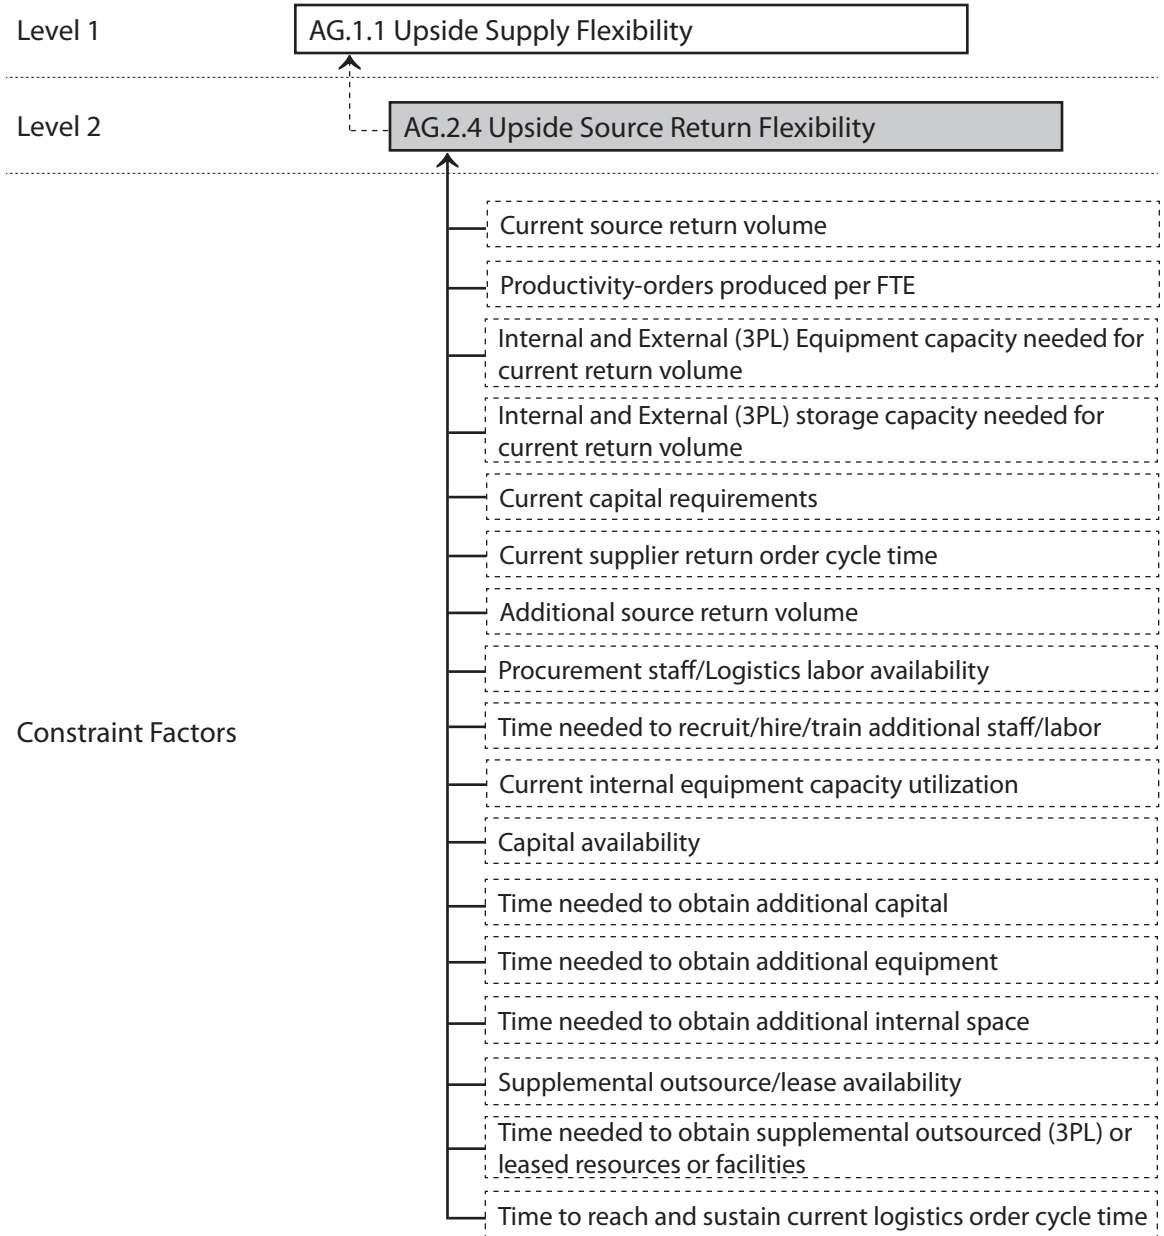 Level 1
AG.1.1 Upside Supply Flexibility
Level 2
AG.2.4 Upside Source Return Flexibility
Constraint Factors
Current source return volume
Productivity-orders produced per FTE
Internal and External (3PL) Equipment capacity needed for
current return volume
Internal and External (3PL) storage capacity needed for
current return volume
Current capital requirements
Current supplier return order cycle time
Additional source return volume
Procurement staff/Logistics labor availability
Time needed to recruit/hire/train additional staff/labor
Current internal equipment capacity utilization
Capital availability
Time needed to obtain additional capital
Time needed to obtain additional equipment
Time needed to obtain additional internal space
Supplemental outsource/lease availability
Time needed to obtain supplemental outsourced (3PL) or
leased resources or facilities
Time to reach and sustain current logistics order cycle time